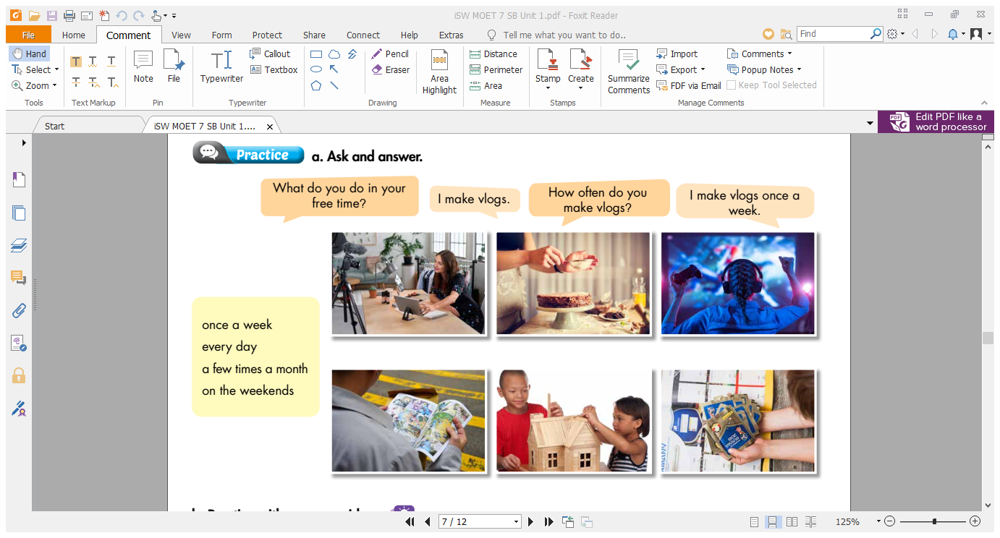 iSW MOET 7 SB Unit 1.pdf - Foxit Reader
File Home Comment View Form Protect Share Connect Help Extras Tell me what you want to do.. Find
Hand
Select
Zoom
Tools
Text Markup
Note
File
Pin
Typewriter
Callout
Textbox
Typewriter
Pencil
Eraser
Area
Highlight
Drawing
Distance
Perimeter
Area
Measure
Stamp
Create
Stamps
Summarize
Comments
Import
Export
FDF via Email
Comments
Popup Notes
Keep Tool Selected
Manage Comments
Start
iSW MOET 7 SB Unit 1....
Edit PDF like a
word processor
Practice a. Ask and answer.
What do you do in your
free time?
I make vlogs.
How often do you
make vlogs?
I make vlogs once a
week.
once a week
every day
a few times a month
on the weekends
7 / 12
125%